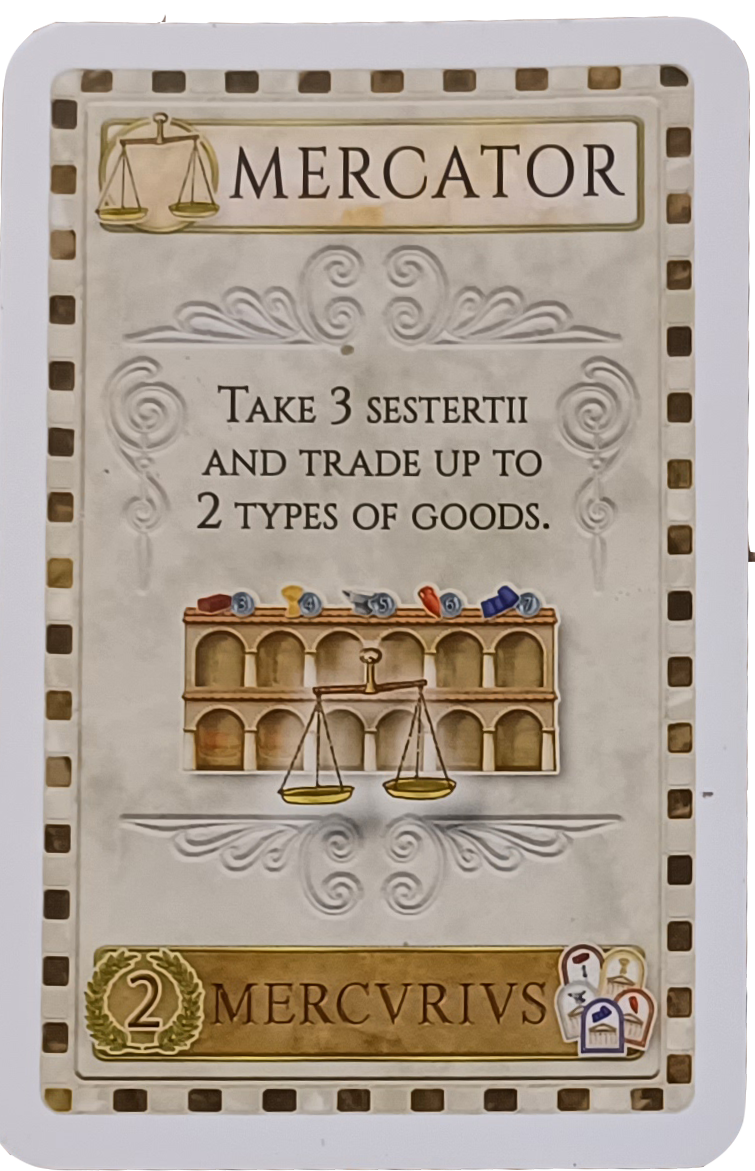 MERCATOR
TAKE 3 SESTERTII
AND TRADE UP TO
2 TYPES OF GOODS.
3 4 5 6 7
2 MERCVRIVS